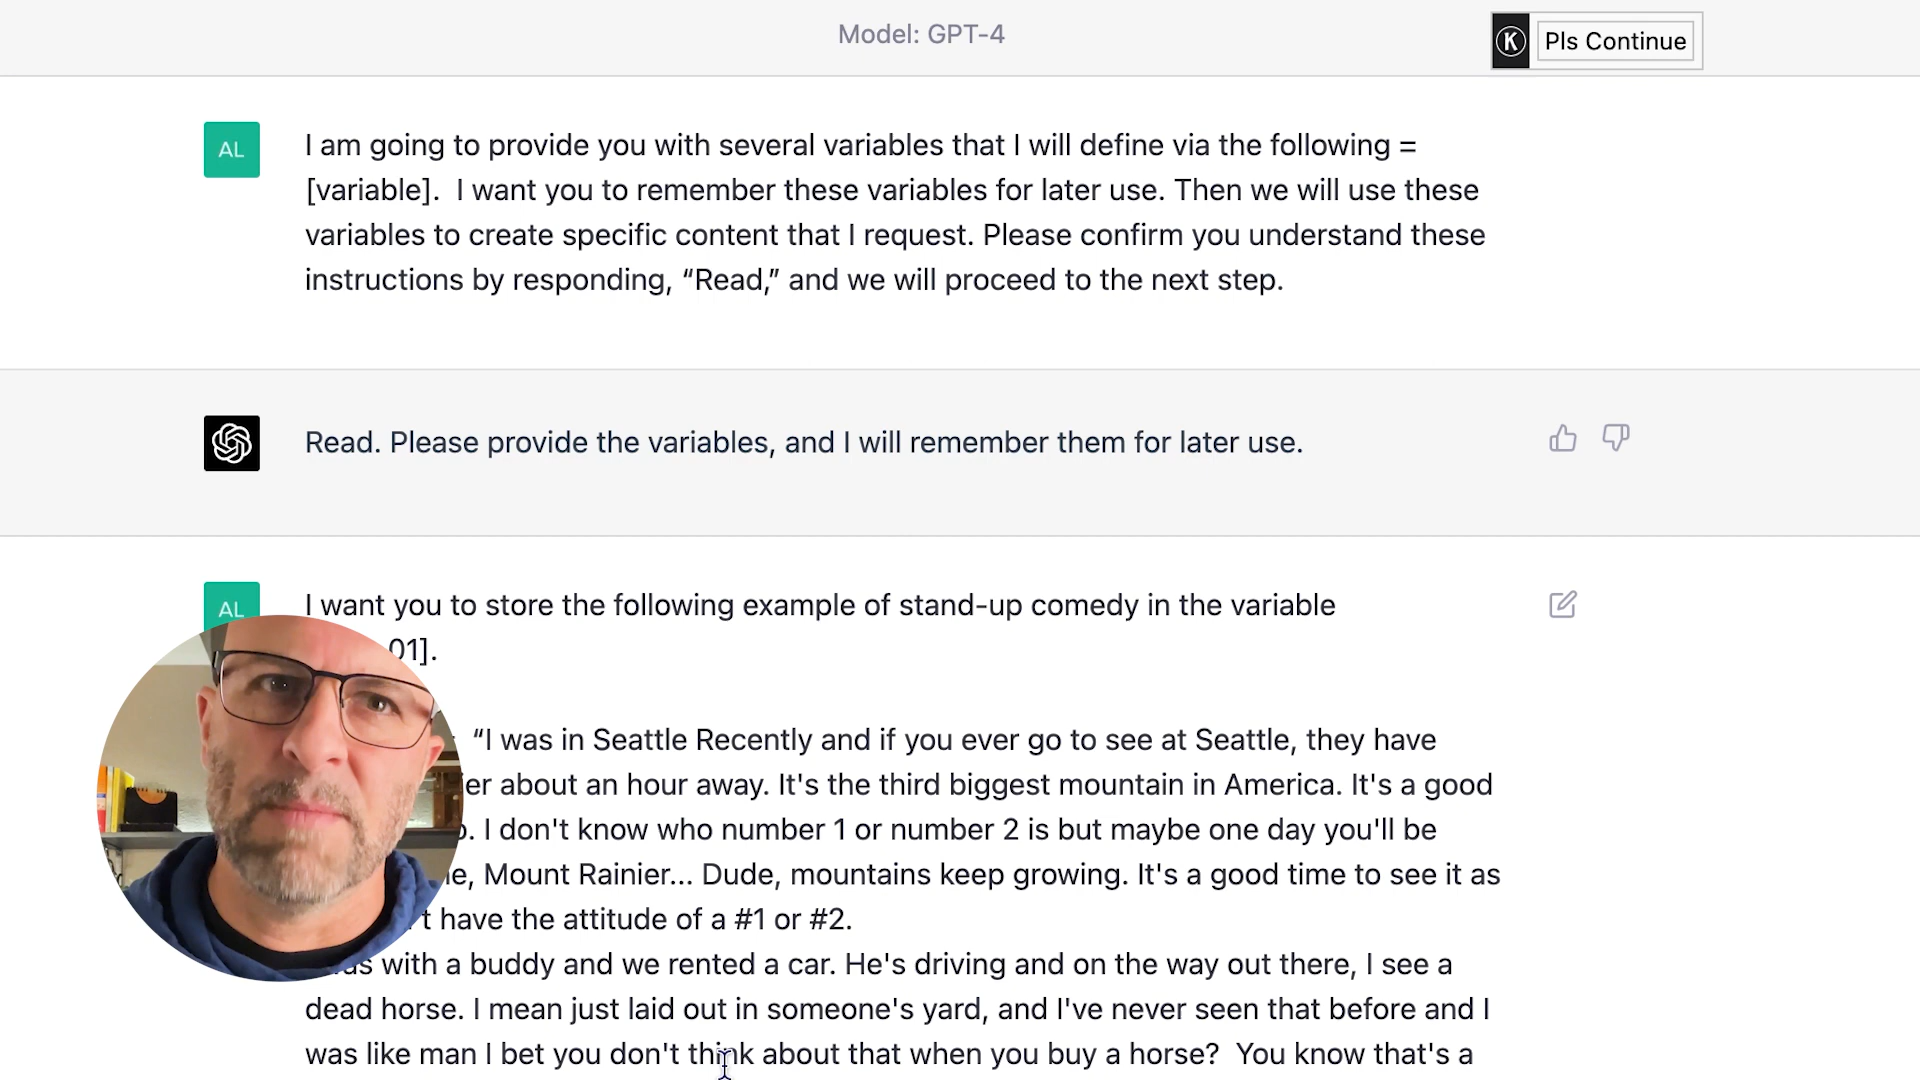 Model: GPT-4
K Pls Continue
AL
I am going to provide you with several variables that I will define via the following =
[variable].  I want you to remember these variables for later use. Then we will use these
variables to create specific content that I request. Please confirm you understand these
instructions by responding, “Read,” and we will proceed to the next step.
Read. Please provide the variables, and I will remember them for later use.
AL
I want you to store the following example of stand-up comedy in the variable
01].
“I was in Seattle Recently and if you ever go to see at Seattle, they have
about an hour away. It's the third biggest mountain in America. It's a good
I don't know who number 1 or number 2 is but maybe one day you'll be
Mount Rainier... Dude, mountains keep growing. It's a good time to see it as
have the attitude of a #1 or #2.
with a buddy and we rented a car. He's driving and on the way out there, I see a
dead horse. I mean just laid out in someone's yard, and I've never seen that before and I
was like man I bet you don't think about that when you buy a horse?  You know that's a